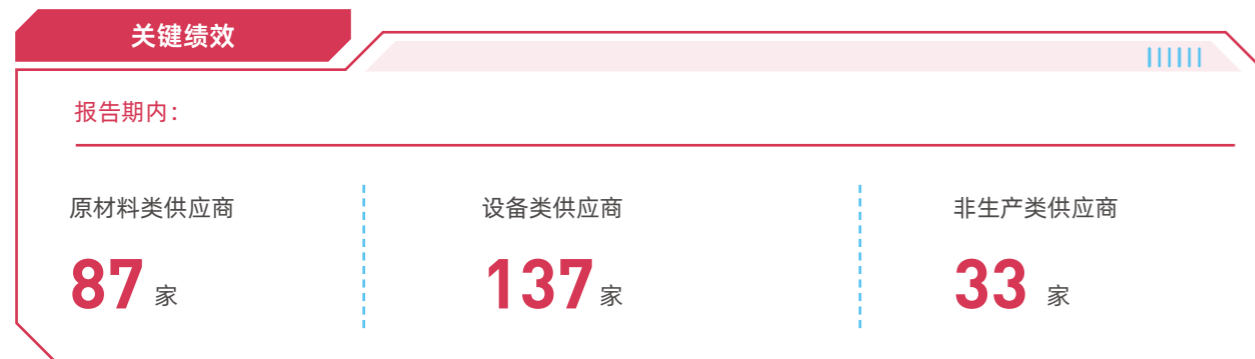 关键绩效
报告期内：
原材料类供应商
87 家
设备类供应商
137 家
非生产类供应商
33 家